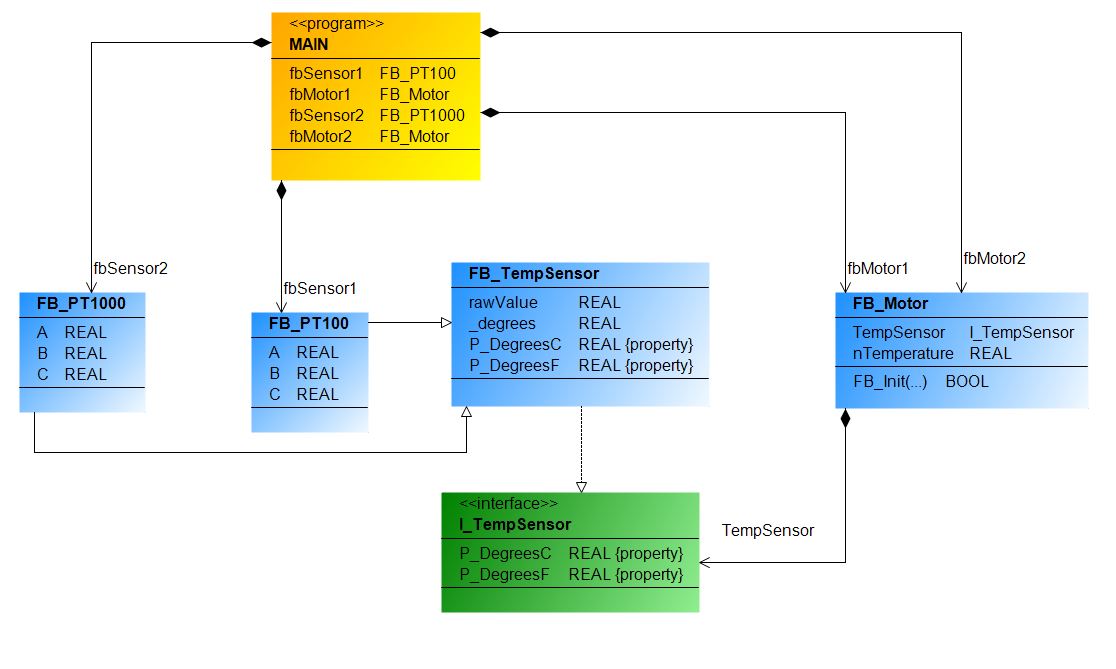 <<program>>
MAIN
fbSensor1 FB_PT100
fbMotor1 FB_Motor
fbSensor2 FB_PT1000
fbMotor2 FB_Motor
fbSensor2
fbSensor1
fbMotor1
fbMotor2
FB_PT1000
A REAL
B REAL
C REAL
FB_PT100
A REAL
B REAL
C REAL
FB_TempSensor
rawValue REAL
_degrees REAL
P_DegreesC REAL {property}
P_DegreesF REAL {property}
FB_Motor
TempSensor I_TempSensor
nTemperature REAL
FB_Init(...) BOOL
<<interface>>
I_TempSensor
P_DegreesC REAL {property}
P_DegreesF REAL {property}
TempSensor